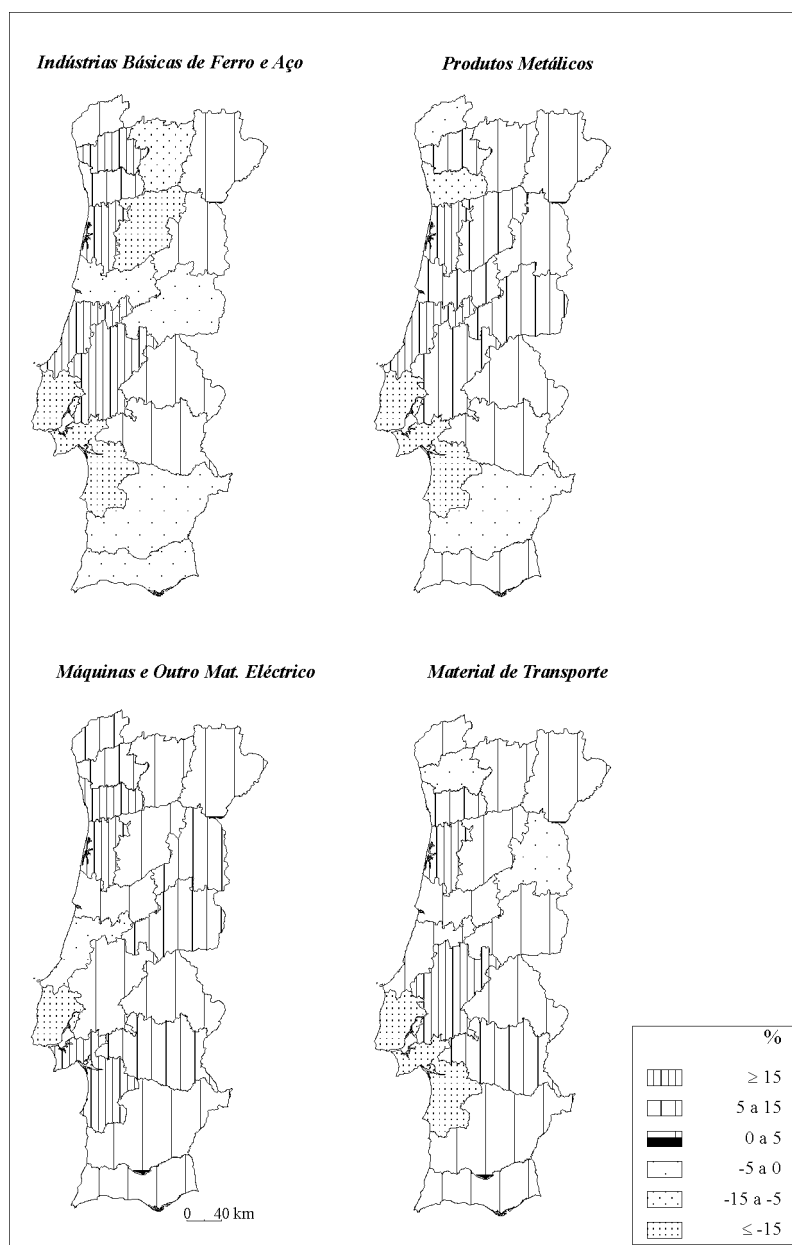 Indústrias Básicas de Ferro e Aço
Produtos Metálicos
Máquinas e Outro Mat. Eléctrico
Material de Transporte
%
≥ 15
5 a 15
0 a 5
-5 a 0
-15 a -5
≤ -15
0 40 km